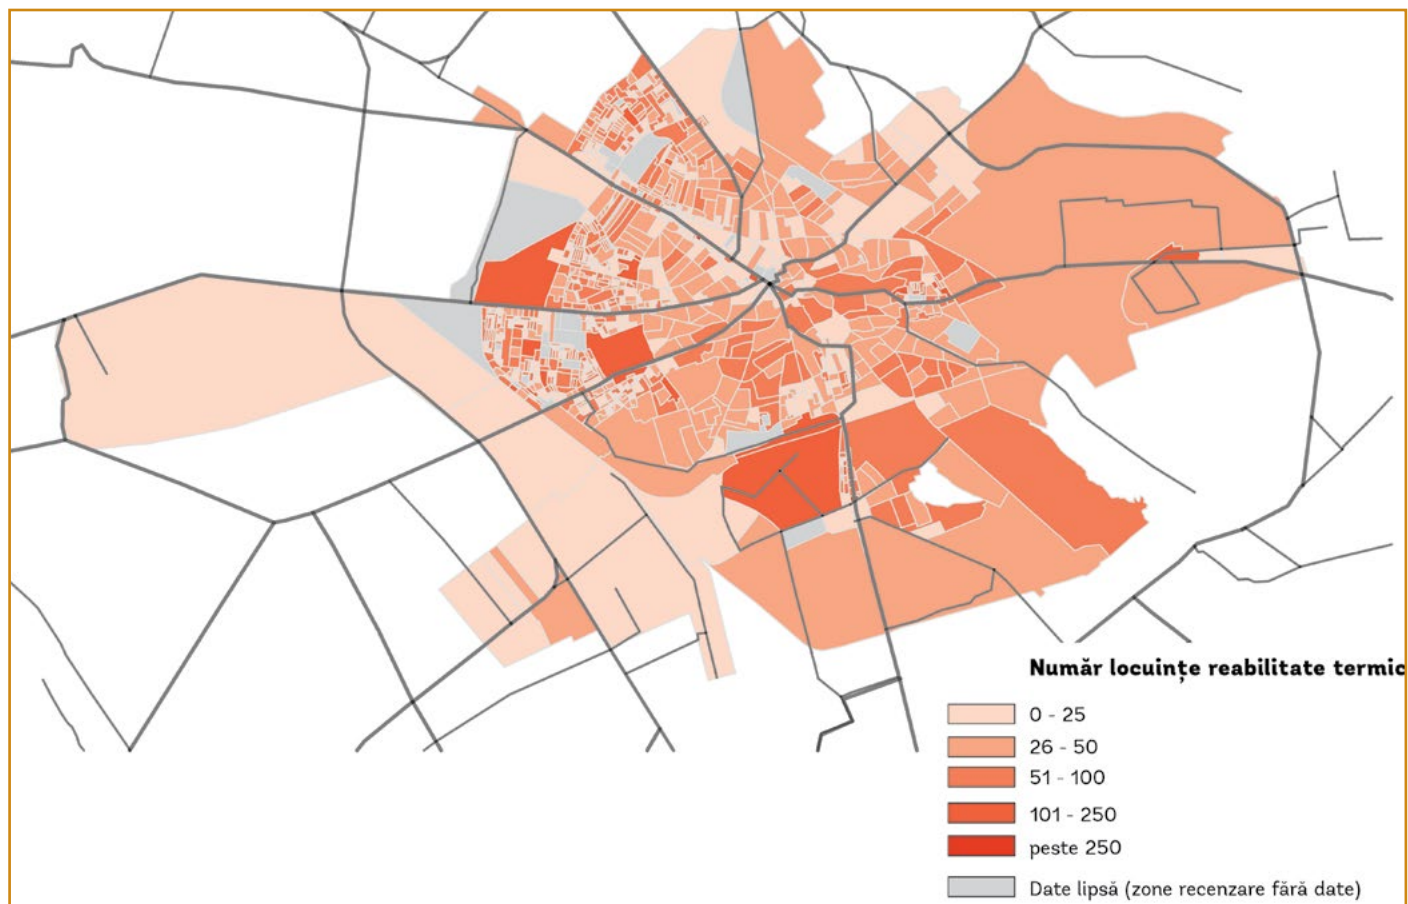 Număr locuințe reabilitate termic
0 - 25
26 - 50
51 - 100
101 - 250
peste 250
Date lipsă (zone recenzare fără date)